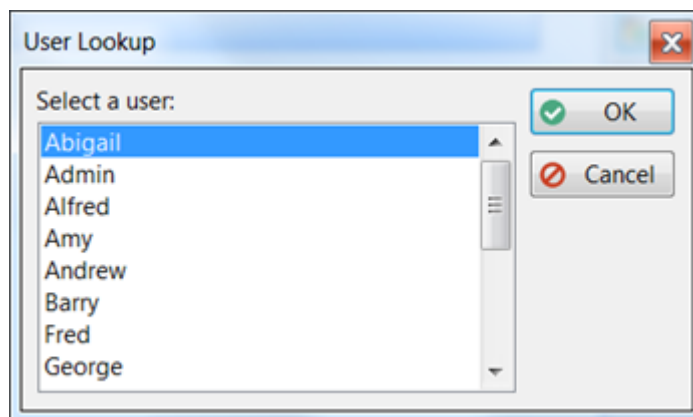 User Lookup
Select a user:
Abigail
Admin
Alfred
Amy
Andrew
Barry
Fred
George
OK
Cancel